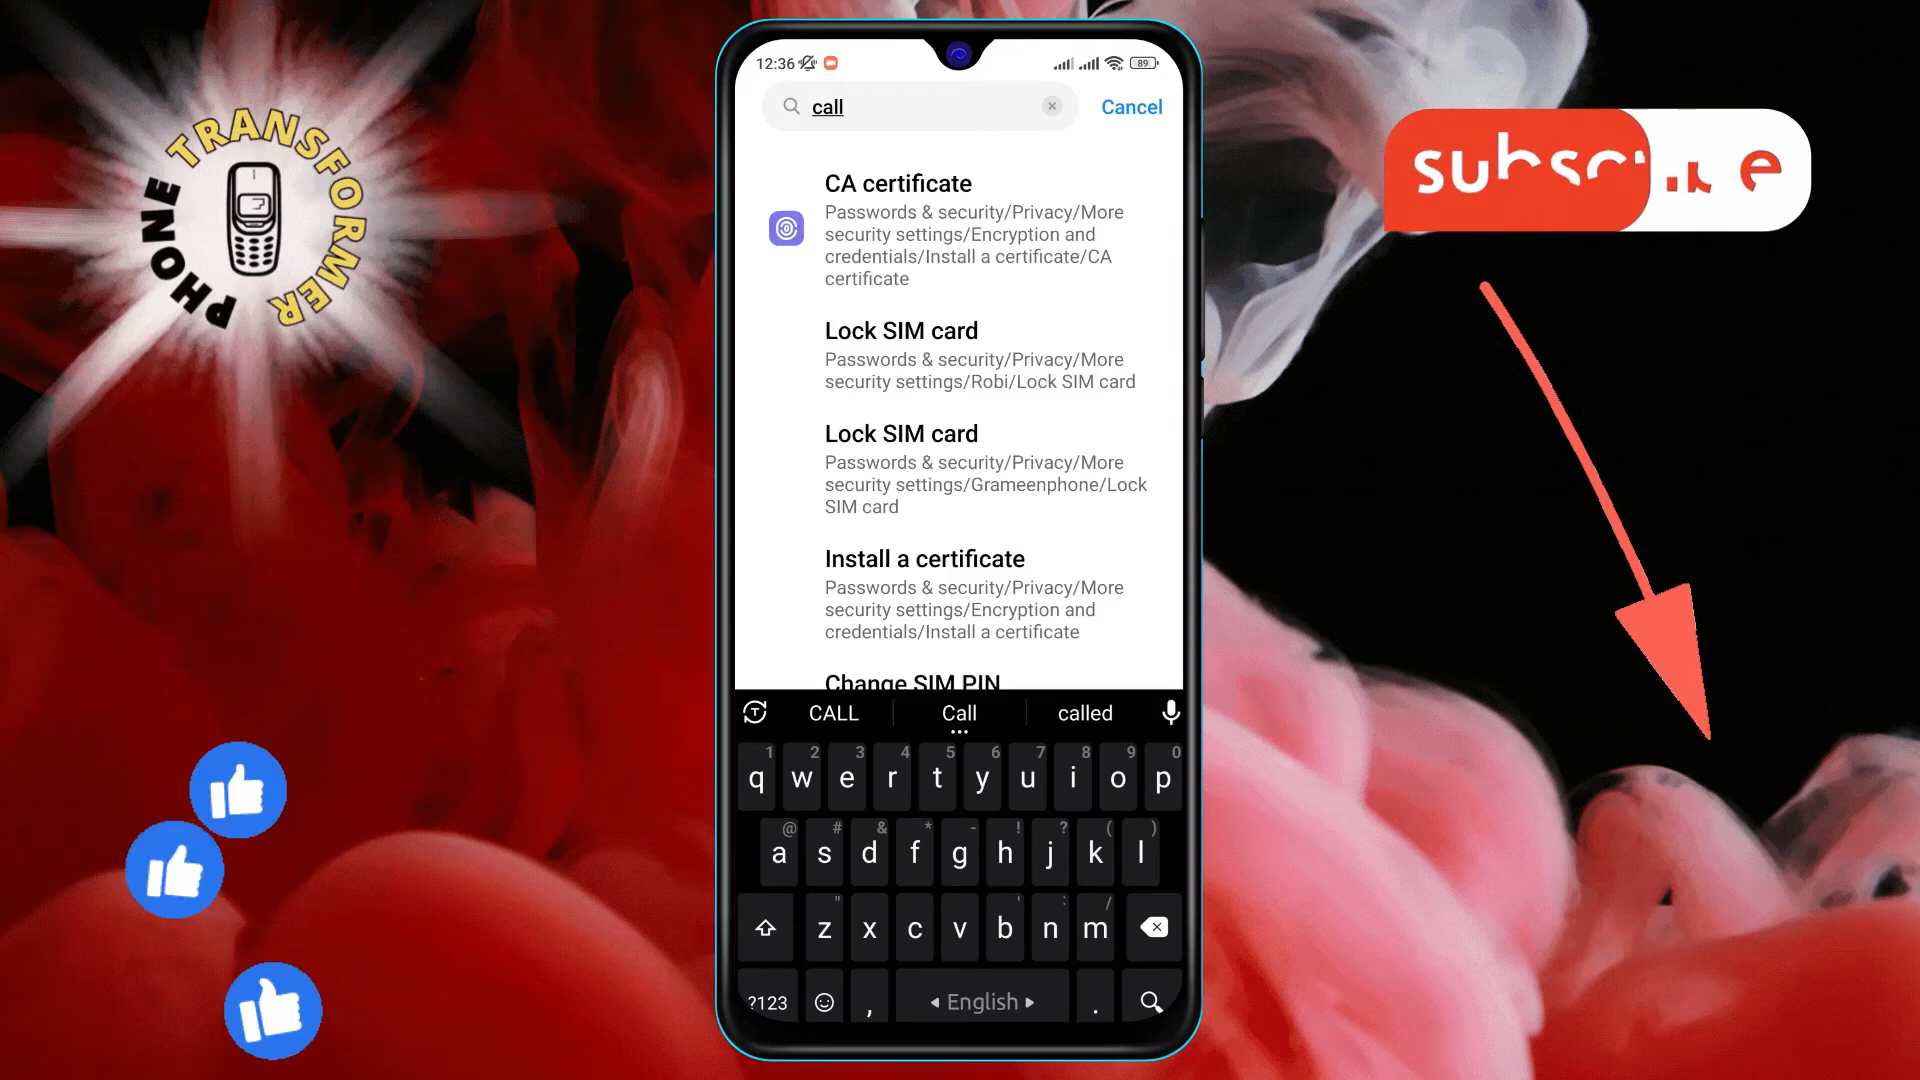 PHONE TRANSFORMER
12:36
89
call
Cancel
CA certificate
Passwords & security/Privacy/More
security settings/Encryption and
credentials/Install a certificate/CA
certificate
Lock SIM card
Passwords & security/Privacy/More
security settings/Robi/Lock SIM card
Lock SIM card
Passwords & security/Privacy/More
security settings/Grameenphone/Lock
SIM card
Install a certificate
Passwords & security/Privacy/More
security settings/Encryption and
credentials/Install a certificate
Change SIM PIN
CALL Call called
1 2 3 4 5 6 7 8 9 0
q w e r t y u i o p
@ # & * - ! ? ( )
a s d f g h j k l
" ' : /
z x c v b n m
?123 , English .